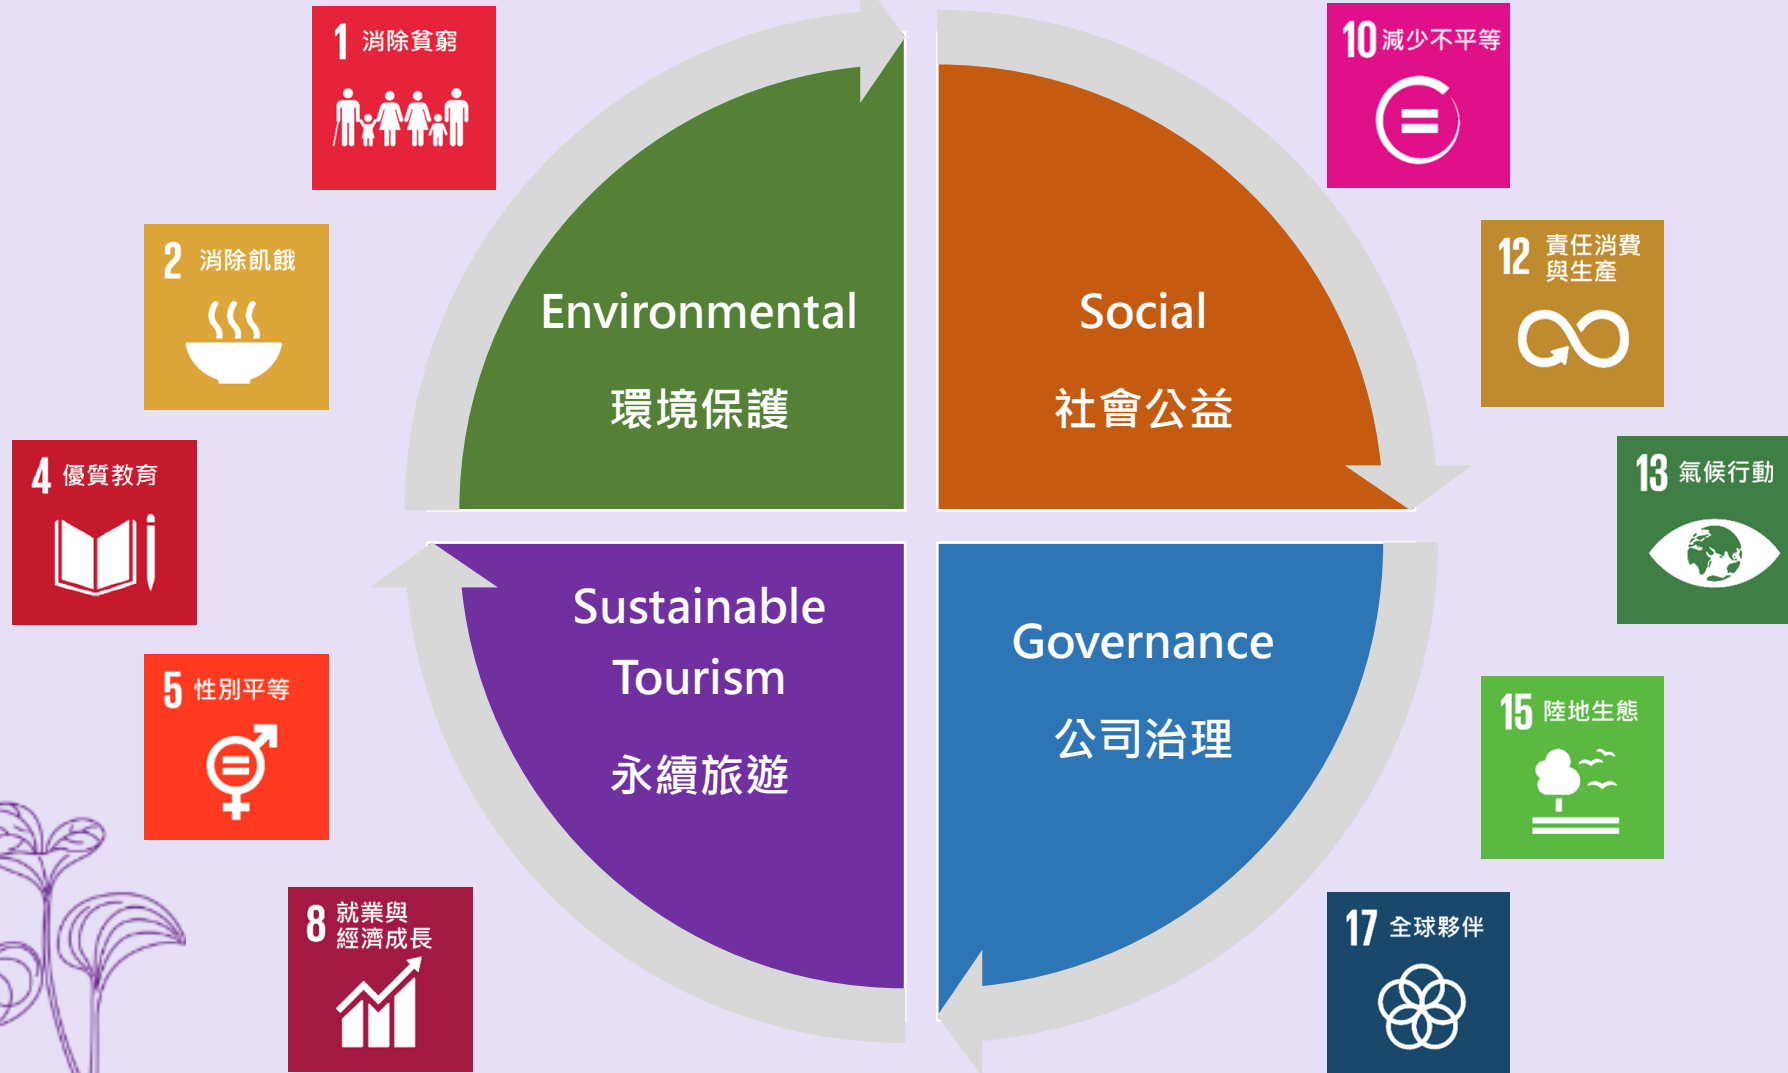 1 消除貧窮
2 消除飢餓
4 優質教育
5 性別平等
8 就業與
經濟成長
Environmental
環境保護
Social
社會公益
Sustainable
Tourism
永續旅遊
Governance
公司治理
10 減少不平等
12 責任消費
與生產
13 氣候行動
15 陸地生態
17 全球夥伴